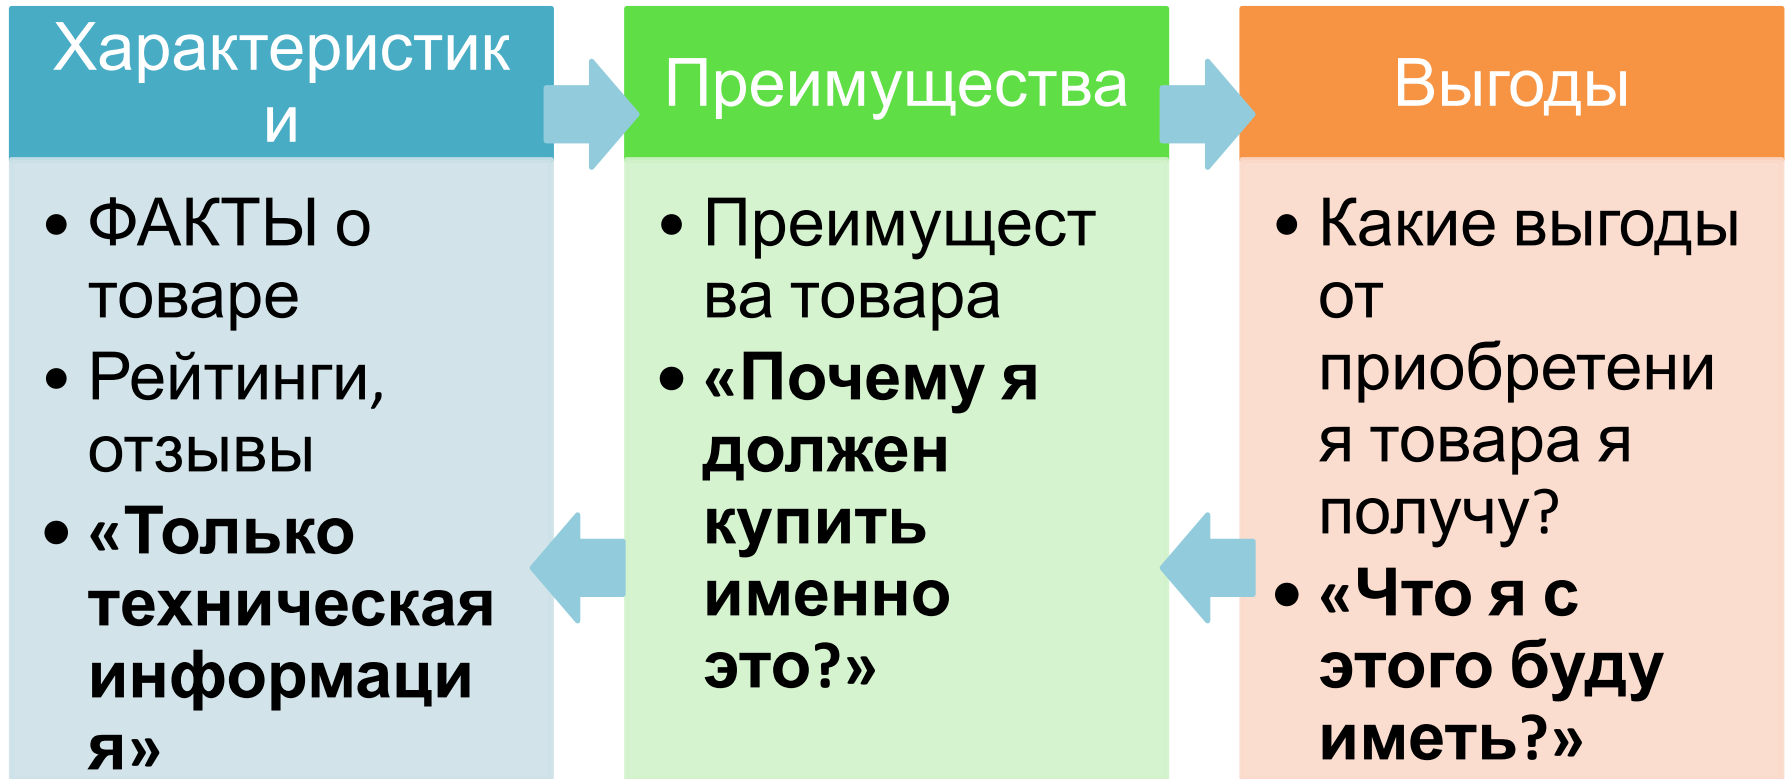 Характеристик
и
• ФАКТЫ о
товаре
• Рейтинги,
отзывы
• «Только
техническая
информаци
я»
Преимущества
• Преимущест
ва товара
• «Почему я
должен
купить
именно
это?»
Выгоды
• Какие выгоды
от
приобретени
я товара я
получу?
• «Что я с
этого буду
иметь?»